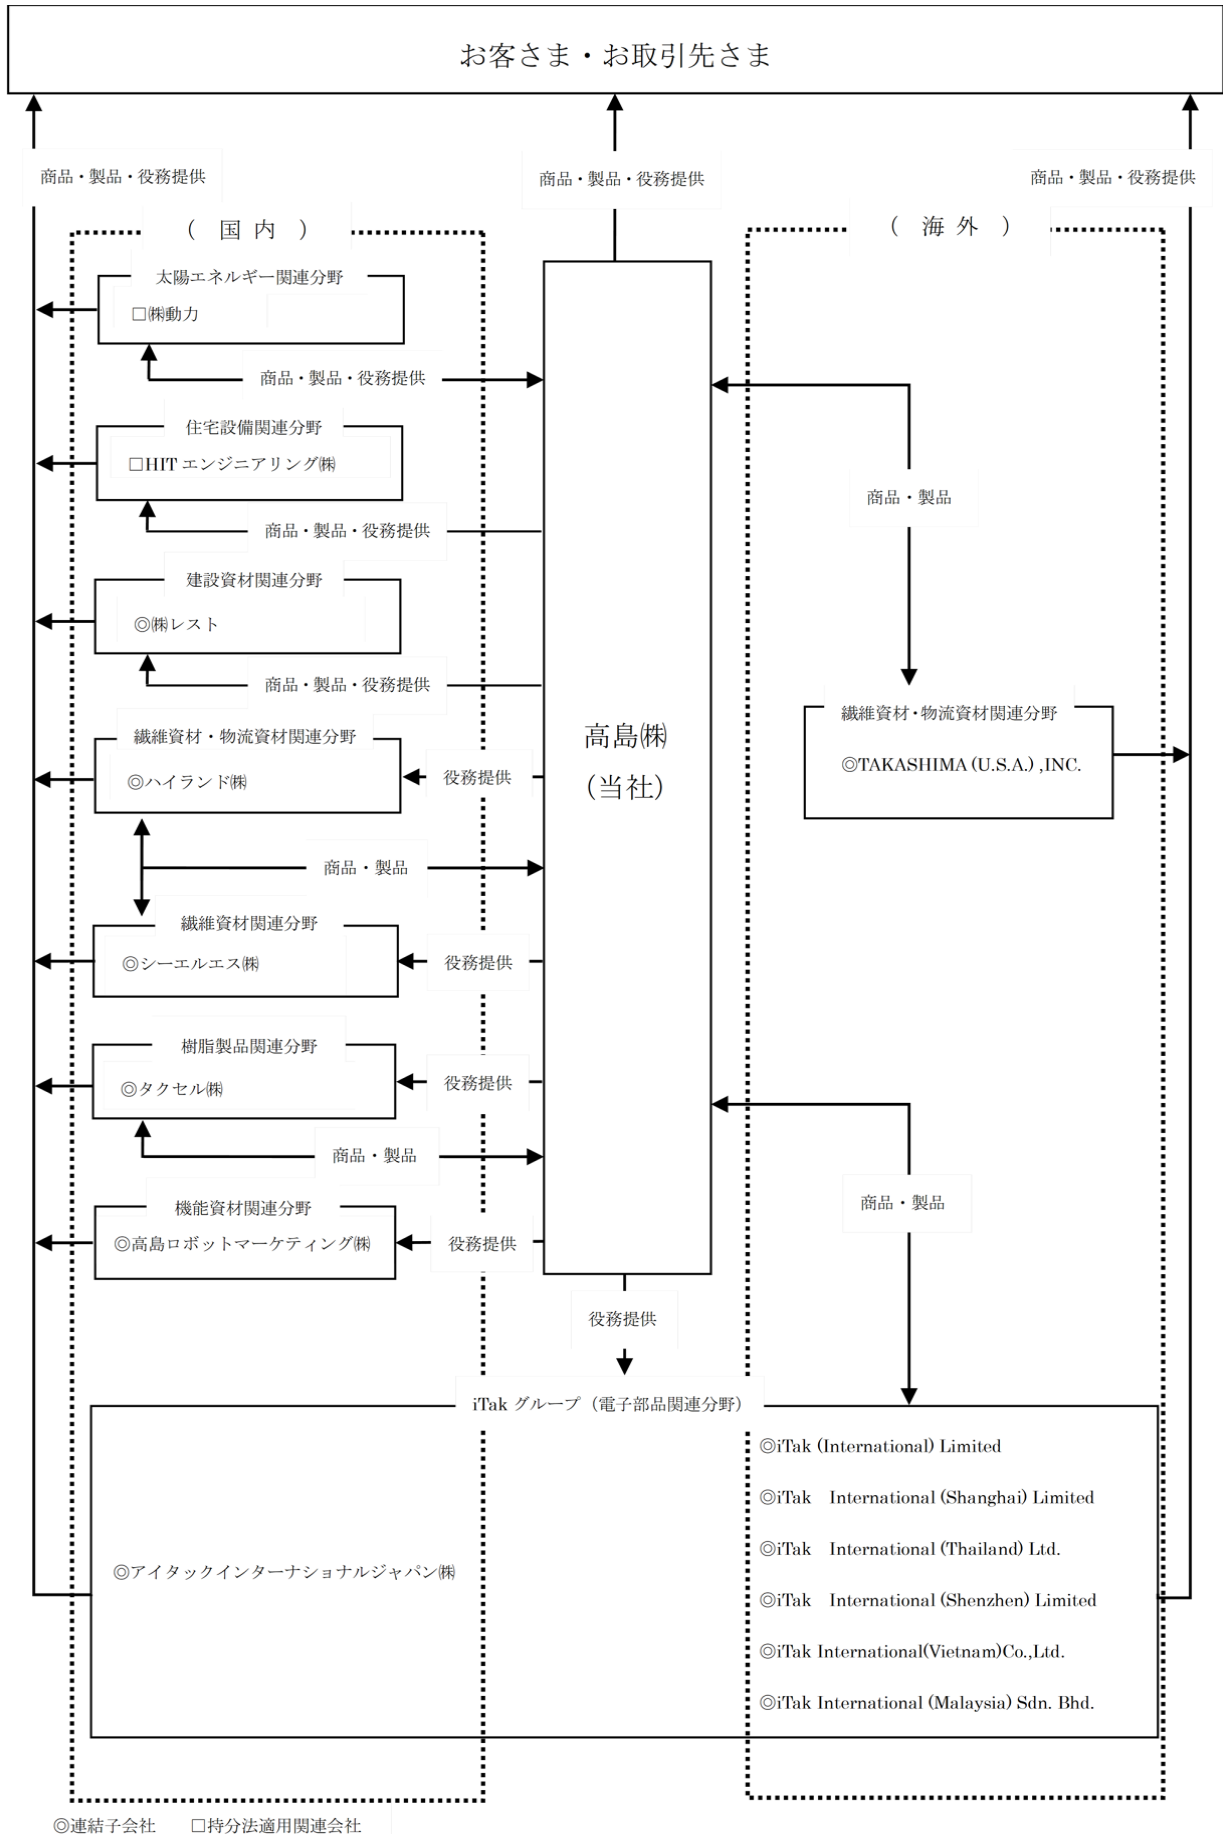 お客さま・お取引先さま
商品・製品・役務提供
商品・製品・役務提供
商品・製品・役務提供
（ 国 内 ）
（ 海 外 ）
太陽エネルギー関連分野
□㈱動力
商品・製品・役務提供
住宅設備関連分野
□HIT エンジニアリング㈱
商品・製品・役務提供
建設資材関連分野
◎㈱レスト
商品・製品・役務提供
繊維資材・物流資材関連分野
◎ハイランド㈱
役務提供
商品・製品
繊維資材関連分野
◎シーエルエス㈱
役務提供
樹脂製品関連分野
◎タクセル㈱
役務提供
商品・製品
機能資材関連分野
◎高島ロボットマーケティング㈱
役務提供
高島㈱
（当社）
商品・製品
繊維資材・物流資材関連分野
◎TAKASHIMA (U.S.A.) ,INC.
商品・製品
役務提供
iTak グループ（電子部品関連分野）
◎アイタックインターナショナルジャパン㈱
◎iTak (International) Limited
◎iTak　International (Shanghai) Limited
◎iTak　International (Thailand) Ltd.
◎iTak　International (Shenzhen) Limited
◎iTak International(Vietnam)Co.,Ltd.
◎iTak International (Malaysia) Sdn. Bhd.
◎連結子会社　　□持分法適用関連会社